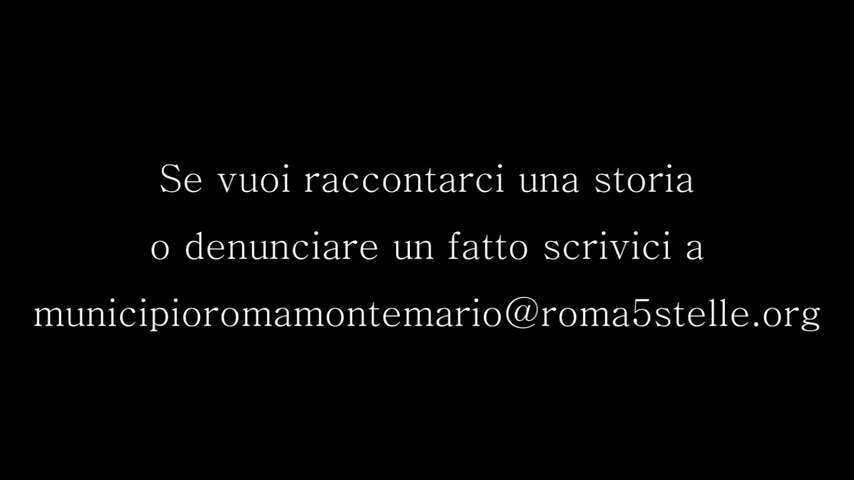 Se vuoi raccontarci una storia
o denunciare un fatto scrivici a
municipioromamontemario@roma5stelle.org